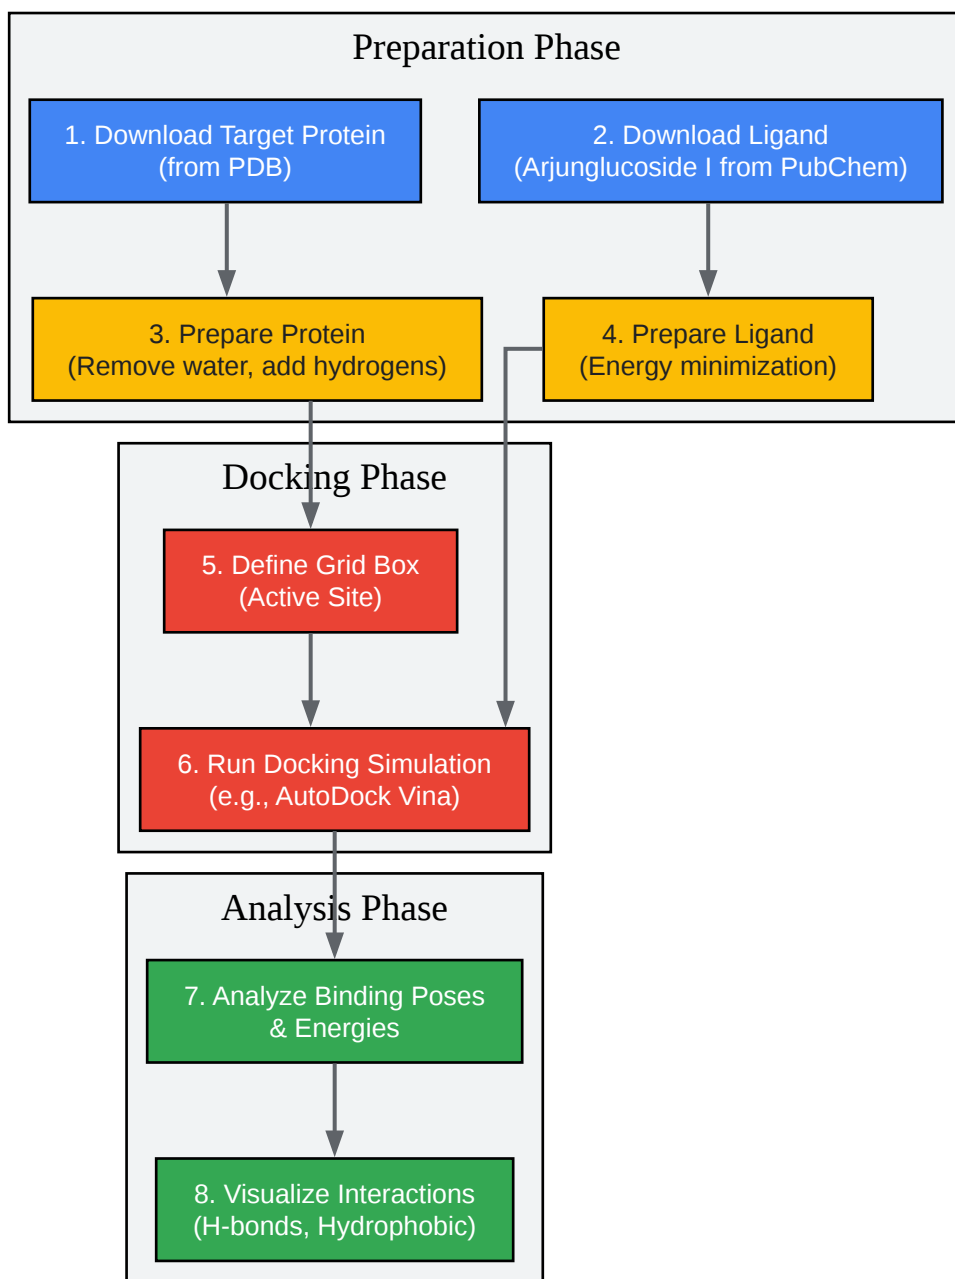 Preparation Phase
1. Download Target Protein
(from PDB)
2. Download Ligand
(Arjunglucoside I from PubChem)
3. Prepare Protein
(Remove water, add hydrogens)
4. Prepare Ligand
(Energy minimization)
Docking Phase
5. Define Grid Box
(Active Site)
6. Run Docking Simulation
(e.g., AutoDock Vina)
Analysis Phase
7. Analyze Binding Poses
& Energies
8. Visualize Interactions
(H-bonds, Hydrophobic)